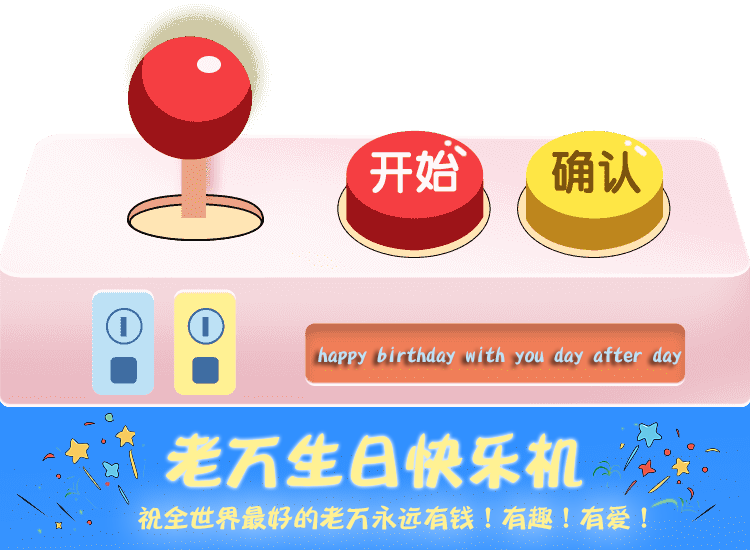 开始
确认
happy birthday with you day after day
老万生日快乐机
祝全世界最好的老万永远有钱！有趣！有爱！